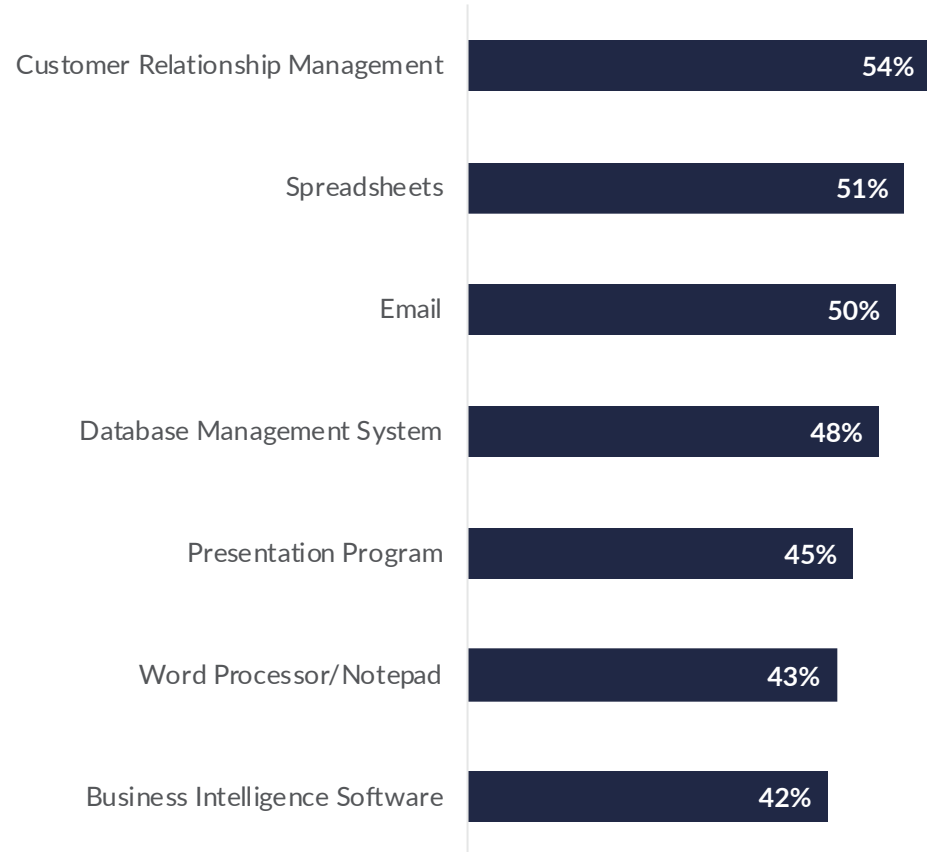 Customer Relationship Management 54%
Spreadsheets 51%
Email 50%
Database Management System 48%
Presentation Program 45%
Word Processor/Notepad 43%
Business Intelligence Software 42%